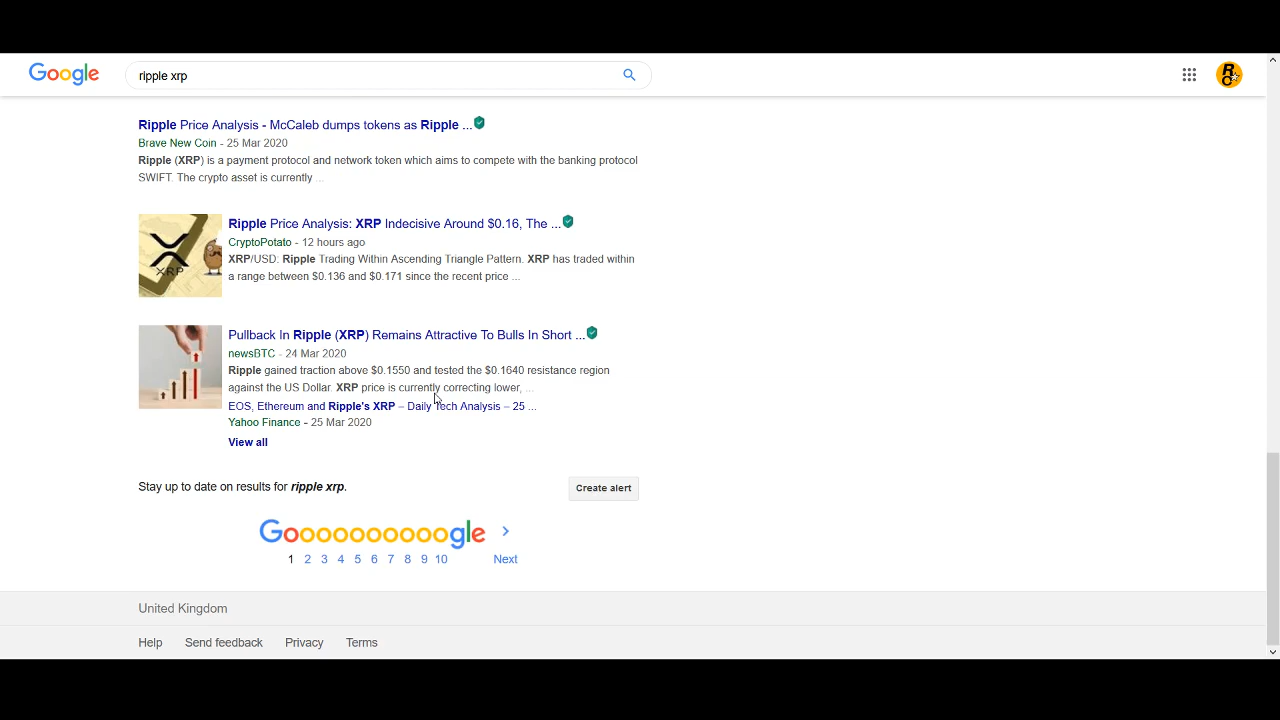 Google
ripple xrp
Ripple Price Analysis - McCaleb dumps tokens as Ripple ...
Brave New Coin - 25 Mar 2020
Ripple (XRP) is a payment protocol and network token which aims to compete with the banking protocol
SWIFT. The crypto asset is currently ...
XRP
Ripple Price Analysis: XRP Indecisive Around $0.16, The ...
CryptoPotato - 12 hours ago
XRP/USD: Ripple Trading Within Ascending Triangle Pattern. XRP has traded within
a range between $0.136 and $0.171 since the recent price ...
Pullback In Ripple (XRP) Remains Attractive To Bulls In Short ...
newsBTC - 24 Mar 2020
Ripple gained traction above $0.1550 and tested the $0.1640 resistance region
against the US Dollar. XRP price is currently correcting lower, ...
EOS, Ethereum and Ripple's XRP – Daily Tech Analysis – 25 ...
Yahoo Finance - 25 Mar 2020
View all
Stay up to date on results for ripple xrp.
Create alert
Goooooooooogle >
1 2 3 4 5 6 7 8 9 10 Next
United Kingdom
Help Send feedback Privacy Terms